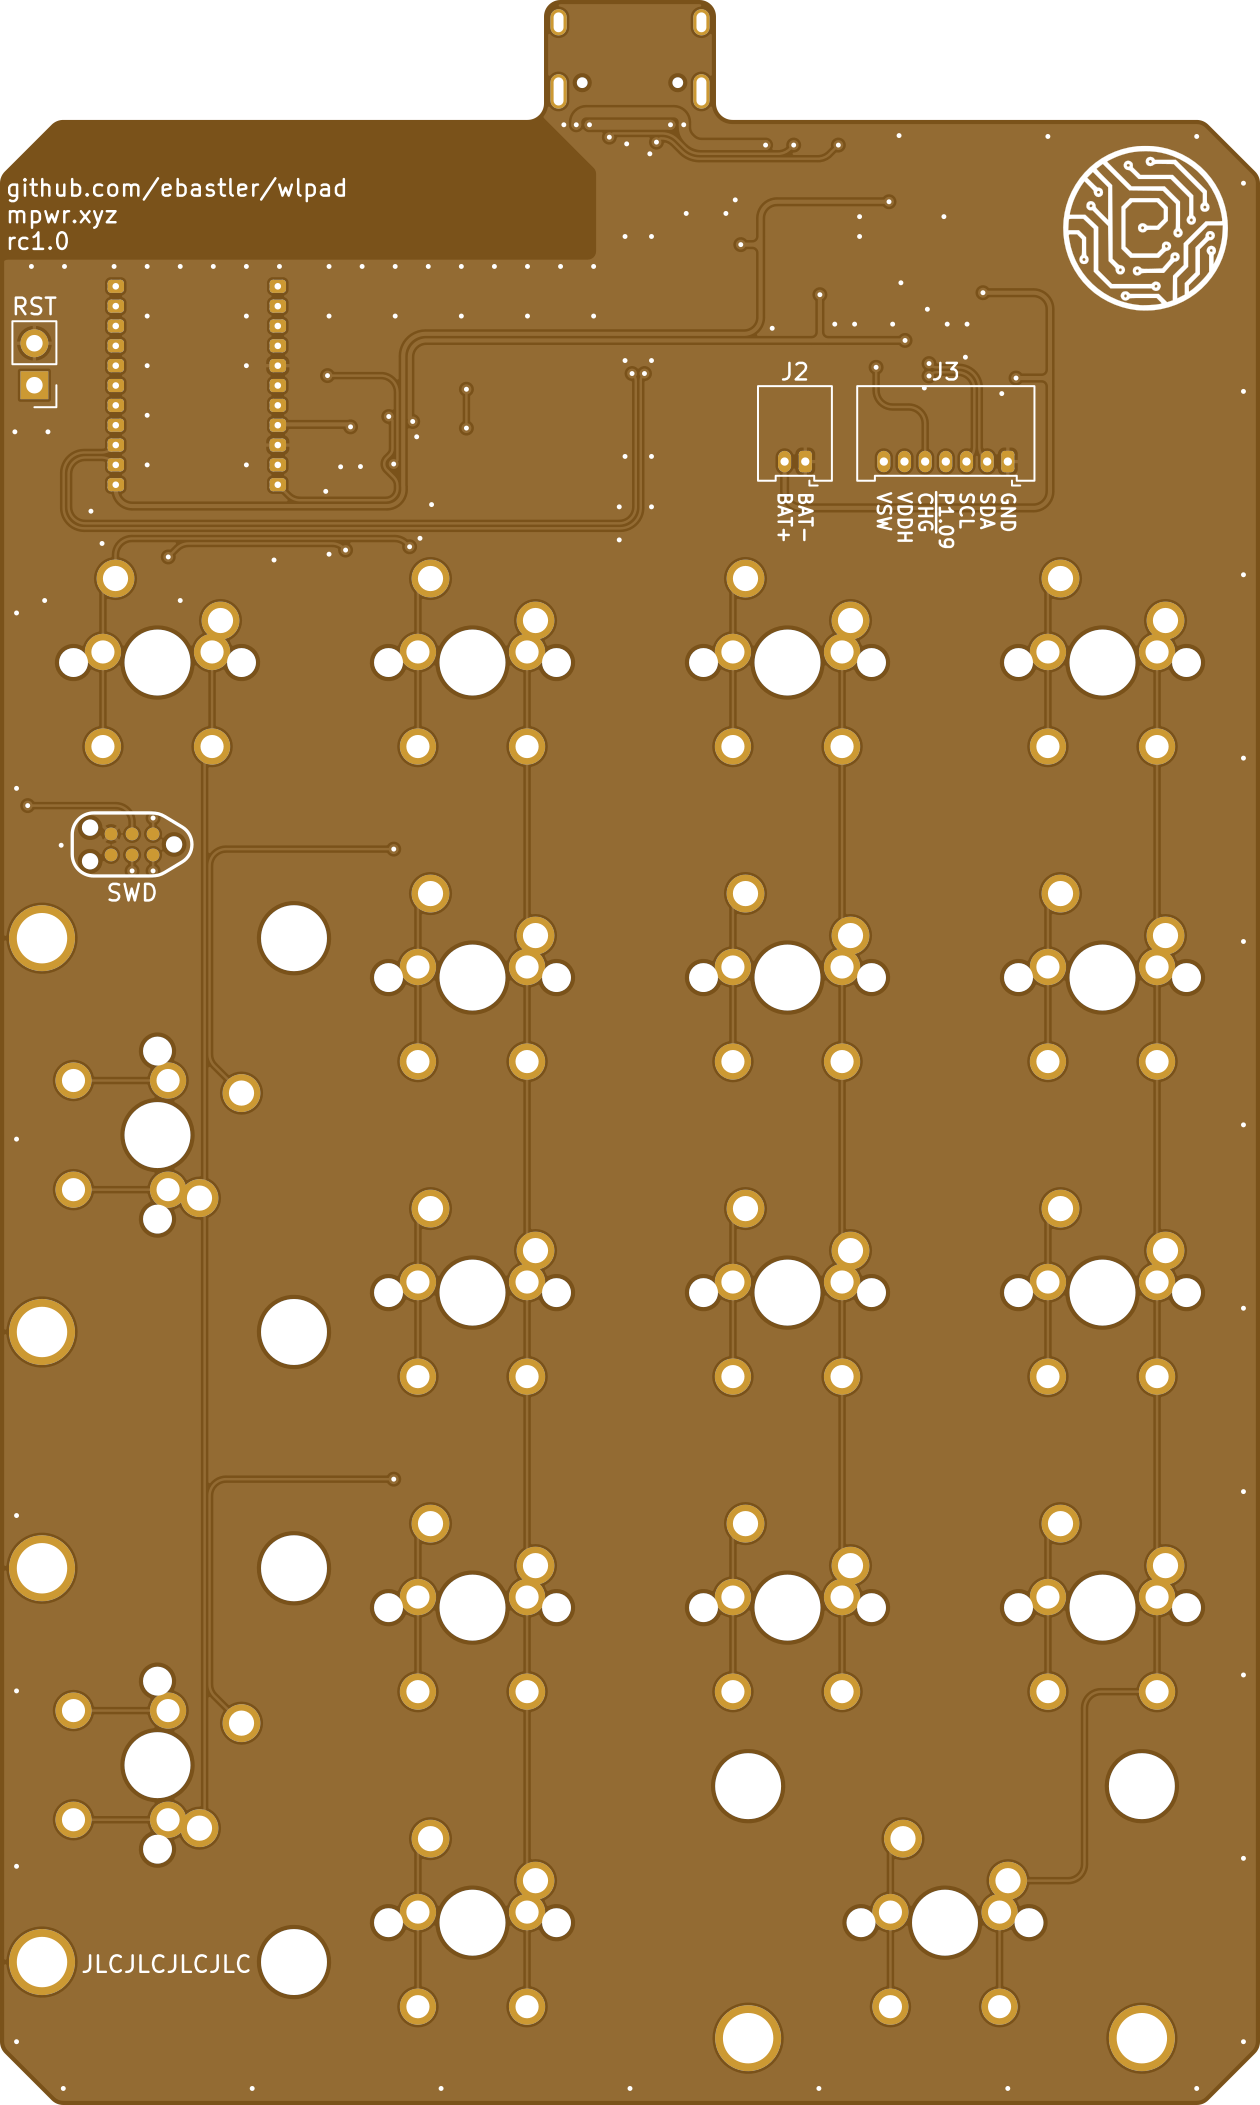 github.com/ebastler/wlpad
mpwr.xyz
rc1.0
RST
J2
J3
BAT+
BAT-
VSW
VDDH
CHG
P1.09
SCL
SDA
GND
SWD
JLCJLCJLCJLC